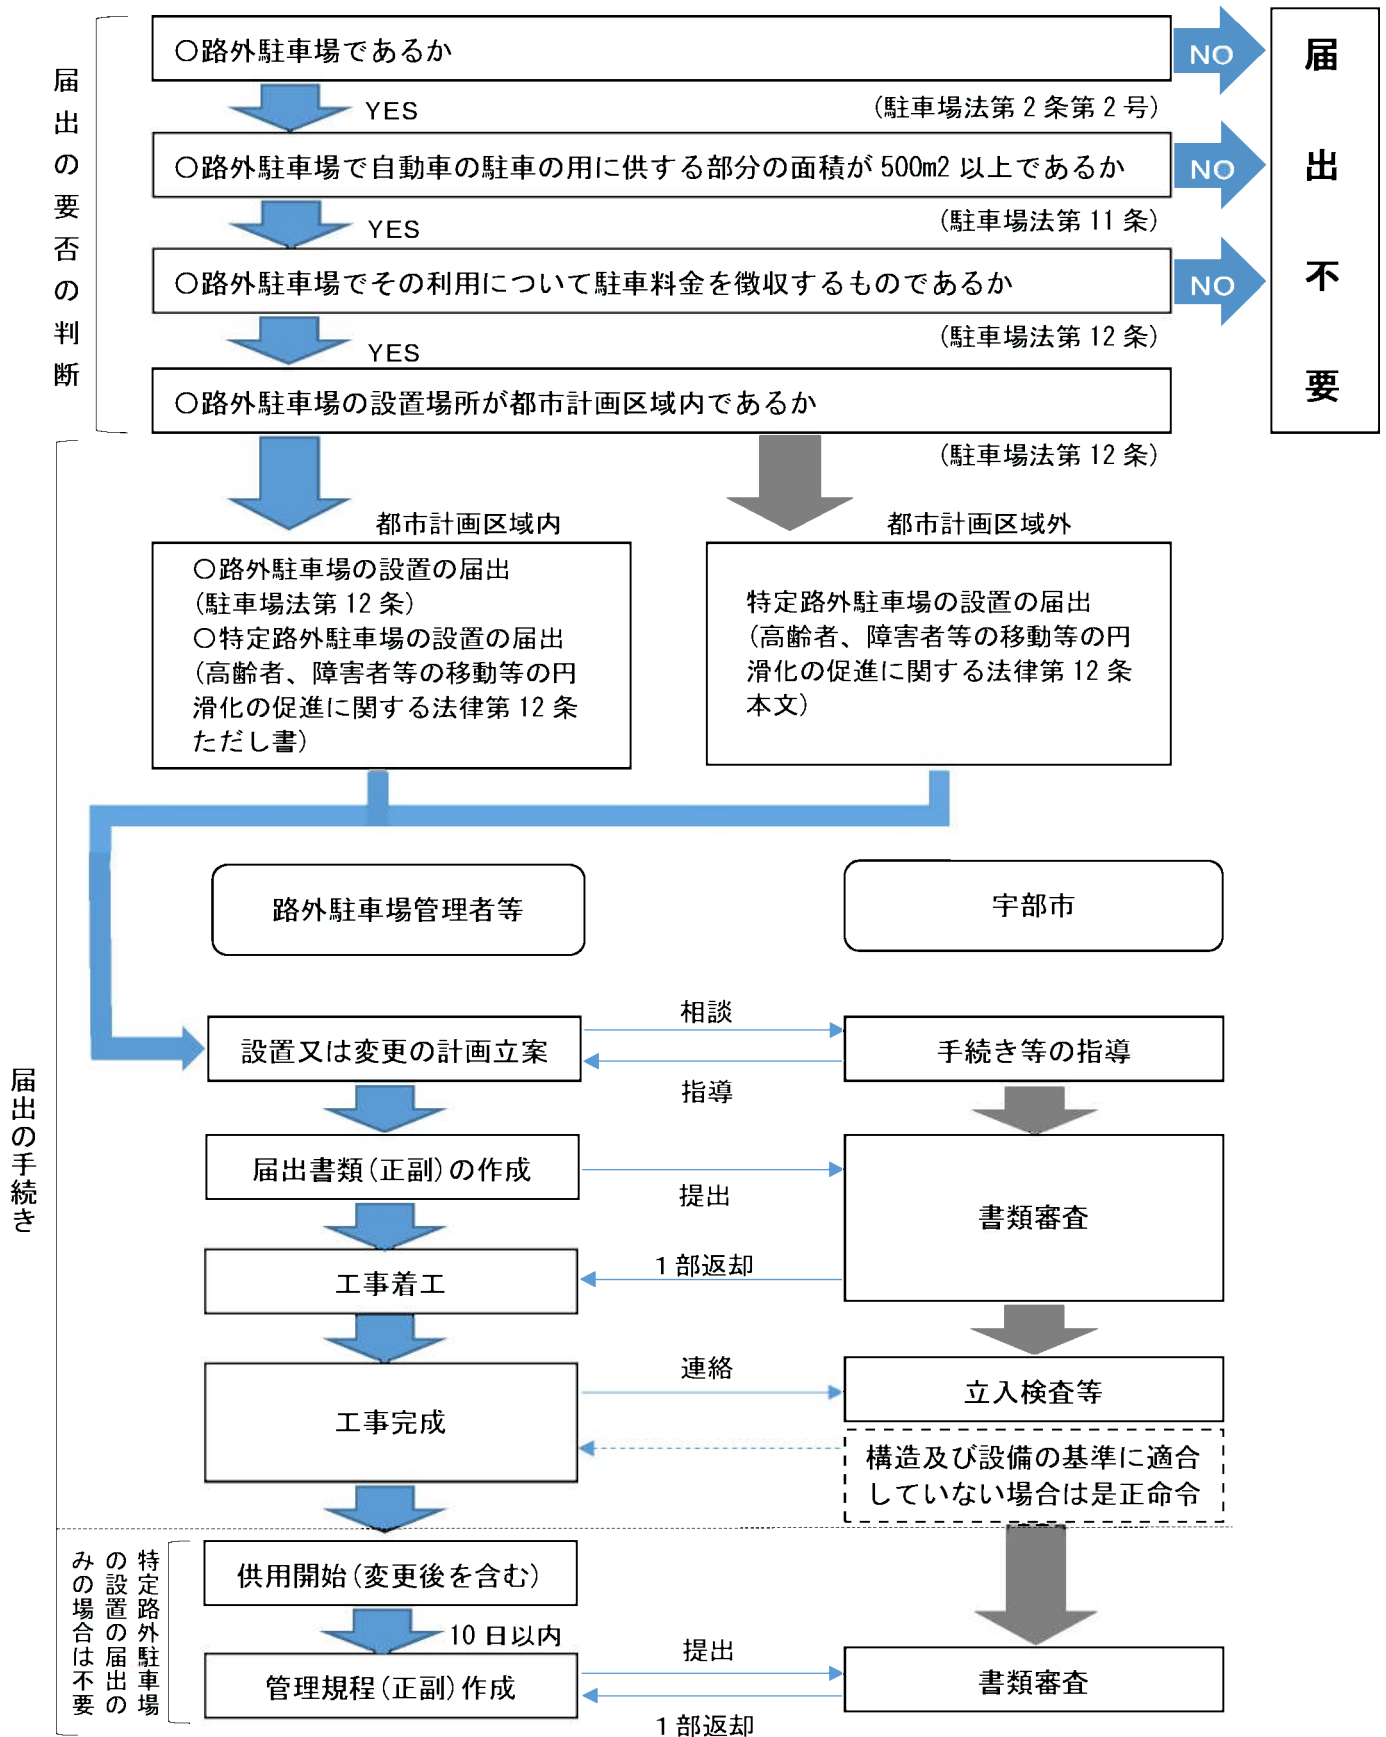 届出の要否の判断
○路外駐車場であるか
NO
届出不要
YES
(駐車場法第2条第2号)
○路外駐車場で自動車の駐車の用に供する部分の面積が500m2以上であるか
NO
YES
(駐車場法第11条)
○路外駐車場でその利用について駐車料金を徴収するものであるか
NO
YES
(駐車場法第12条)
○路外駐車場の設置場所が都市計画区域内であるか
(駐車場法第12条)
都市計画区域内
都市計画区域外
○路外駐車場の設置の届出
(駐車場法第12条)
○特定路外駐車場の設置の届出
(高齢者、障害者等の移動等の円
滑化の促進に関する法律第12条
ただし書)
特定路外駐車場の設置の届出
(高齢者、障害者等の移動等の円
滑化の促進に関する法律第12条
本文)
路外駐車場管理者等
宇部市
届出の手続き
設置又は変更の計画立案
相談
指導
手続き等の指導
届出書類(正副)の作成
提出
書類審査
工事着工
1部返却
工事完成
連絡
立入検査等
構造及び設備の基準に適合
していない場合は是正命令
特定路外駐車場
の設置の届出の
みの場合は不要
供用開始(変更後を含む)
10日以内
管理規程(正副)作成
提出
書類審査
1部返却